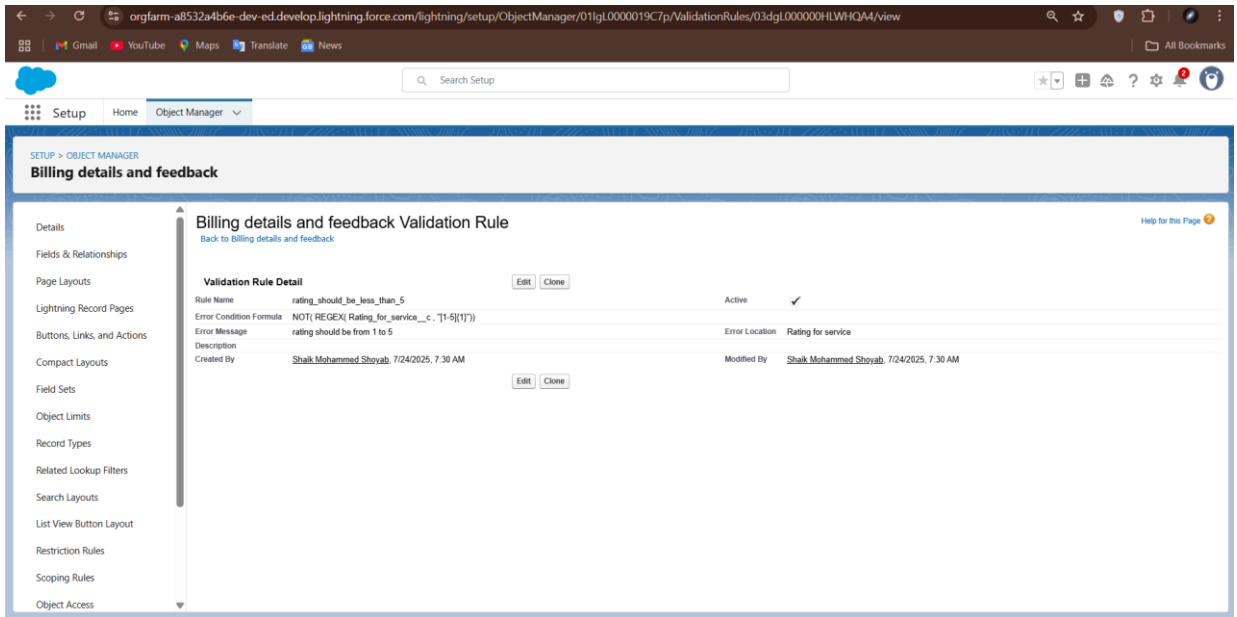 orgfarm-a8532a4b6e-dev-ed.develop.lightning.force.com/lightning/setup/ObjectManager/01IgL0000019C7p/ValidationRules/03dgL000000HLWHQA4/view
Gmail YouTube Maps Translate News All Bookmarks
Search Setup
2
Setup Home Object Manager
SETUP > OBJECT MANAGER
Billing details and feedback
Details
Fields & Relationships
Page Layouts
Lightning Record Pages
Buttons, Links, and Actions
Compact Layouts
Field Sets
Object Limits
Record Types
Related Lookup Filters
Search Layouts
List View Button Layout
Restriction Rules
Scoping Rules
Object Access
Billing details and feedback Validation Rule
Help for this Page
Back to Billing details and feedback
Validation Rule Detail Edit Clone
Rule Name rating_should_be_less_than_5 Active ✓
Error Condition Formula NOT( REGEX( Rating_for_service__c , "[1-5]{1}"))
Error Message rating should be from 1 to 5 Error Location Rating for service
Description
Created By Shaik Mohammed Shoyab, 7/24/2025, 7:30 AM Modified By Shaik Mohammed Shoyab, 7/24/2025, 7:30 AM
Edit Clone